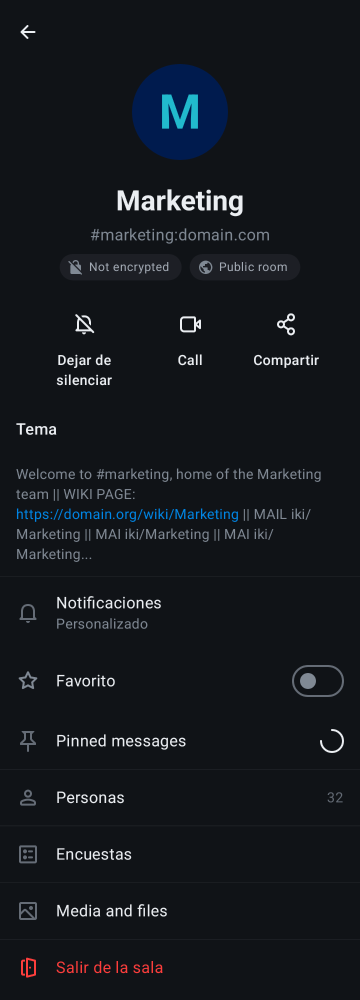 M
Marketing
#marketing:domain.com
Not encrypted
Public room
Dejar de
silenciar
Call
Compartir
Tema
Welcome to #marketing, home of the Marketing
team || WIKI PAGE:
https://domain.org/wiki/Marketing || MAIL iki/
Marketing || MAI iki/Marketing || MAI iki/
Marketing...
Notificaciones
Personalizado
Favorito
Pinned messages
Personas 32
Encuestas
Media and files
Salir de la sala